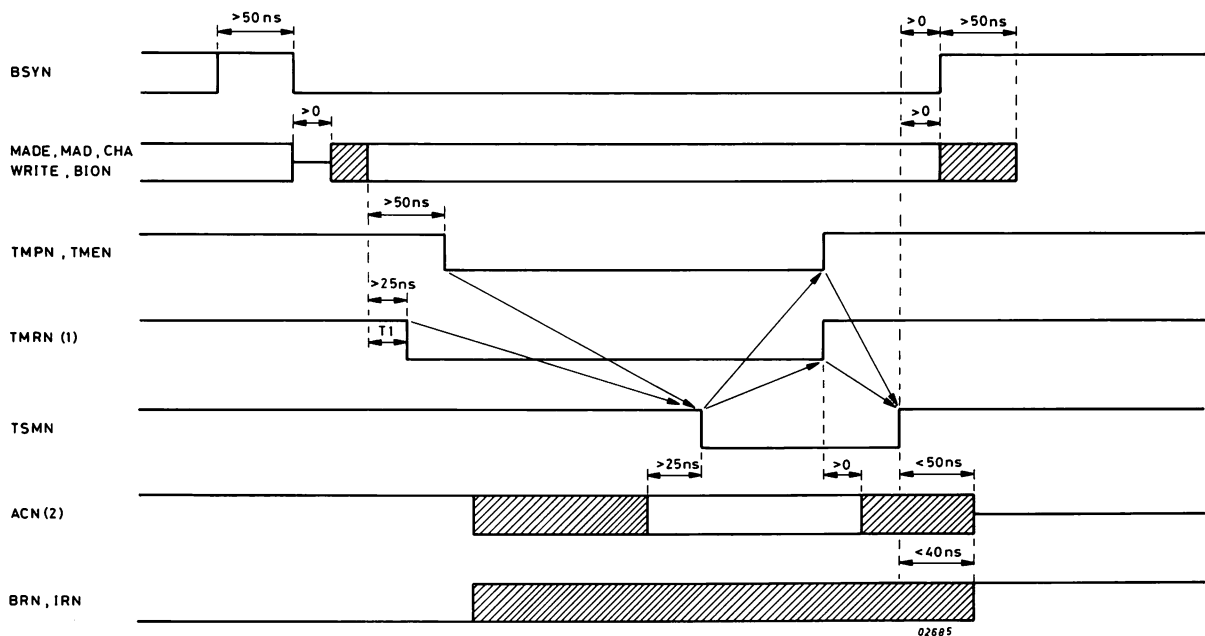 >50ns
>0
>50ns
BSYN
>0
>0
MADE, MAD, CHA
WRITE, BION
>50ns
TMPN, TMEN
>25ns
TMRN (1)
T1
TSMN
>25ns
>0
<50ns
ACN(2)
<40ns
BRN, IRN
02685